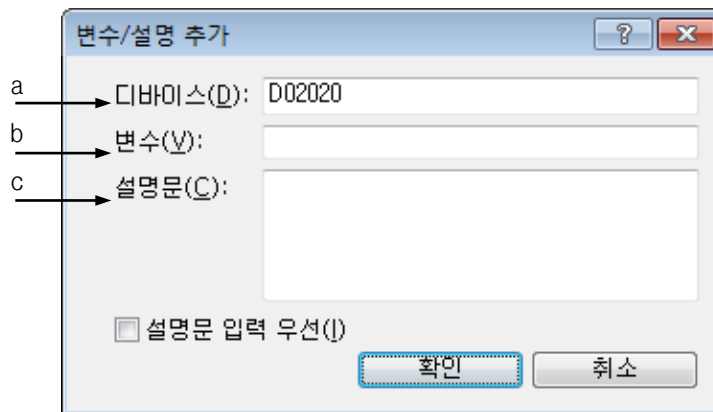 변수/설명 추가
a 디바이스(D): D02020
b 변수(V):
c 설명문(C):
설명문 입력 우선(I)
확인 취소